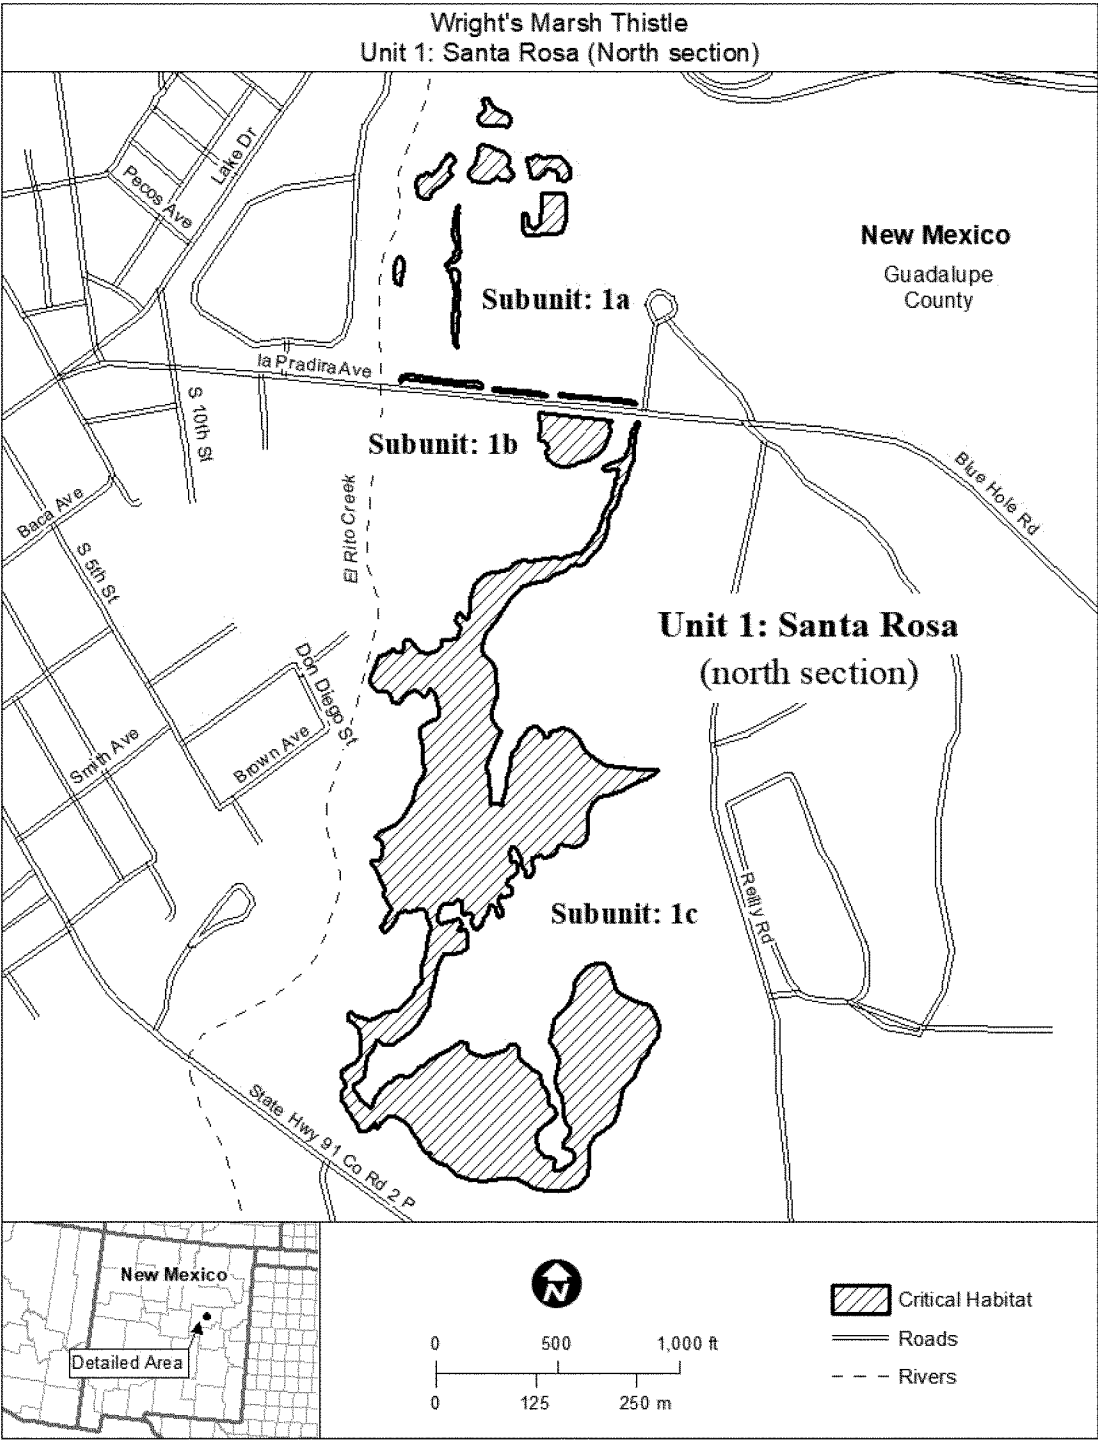 Wright's Marsh Thistle
Unit 1: Santa Rosa (North section)
Lake Dr
Pecos Ave
New Mexico
Guadalupe
County
Subunit: 1a
la Pradira Ave
S 10th St
Subunit: 1b
Blue Hole Rd
Baca Ave
El Rito Creek
S 5th St
Unit 1: Santa Rosa
(north section)
Don Diego St
Smith Ave
Brown Ave
Reilly Rd
Subunit: 1c
State Hwy 91 Co Rd 2 P
New Mexico
Detailed Area
N
0 500 1,000 ft
0 125 250 m
Critical Habitat
Roads
Rivers